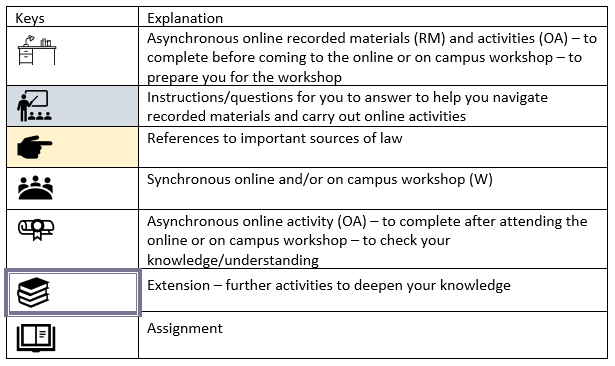 Keys
Explanation
Asynchronous online recorded materials (RM) and activities (OA) – to
complete before coming to the online or on campus workshop – to
prepare you for the workshop
Instructions/questions for you to answer to help you navigate
recorded materials and carry out online activities
References to important sources of law
Synchronous online and/or on campus workshop (W)
Asynchronous online activity (OA) – to complete after attending the
online or on campus workshop – to check your
knowledge/understanding
Extension – further activities to deepen your knowledge
Assignment